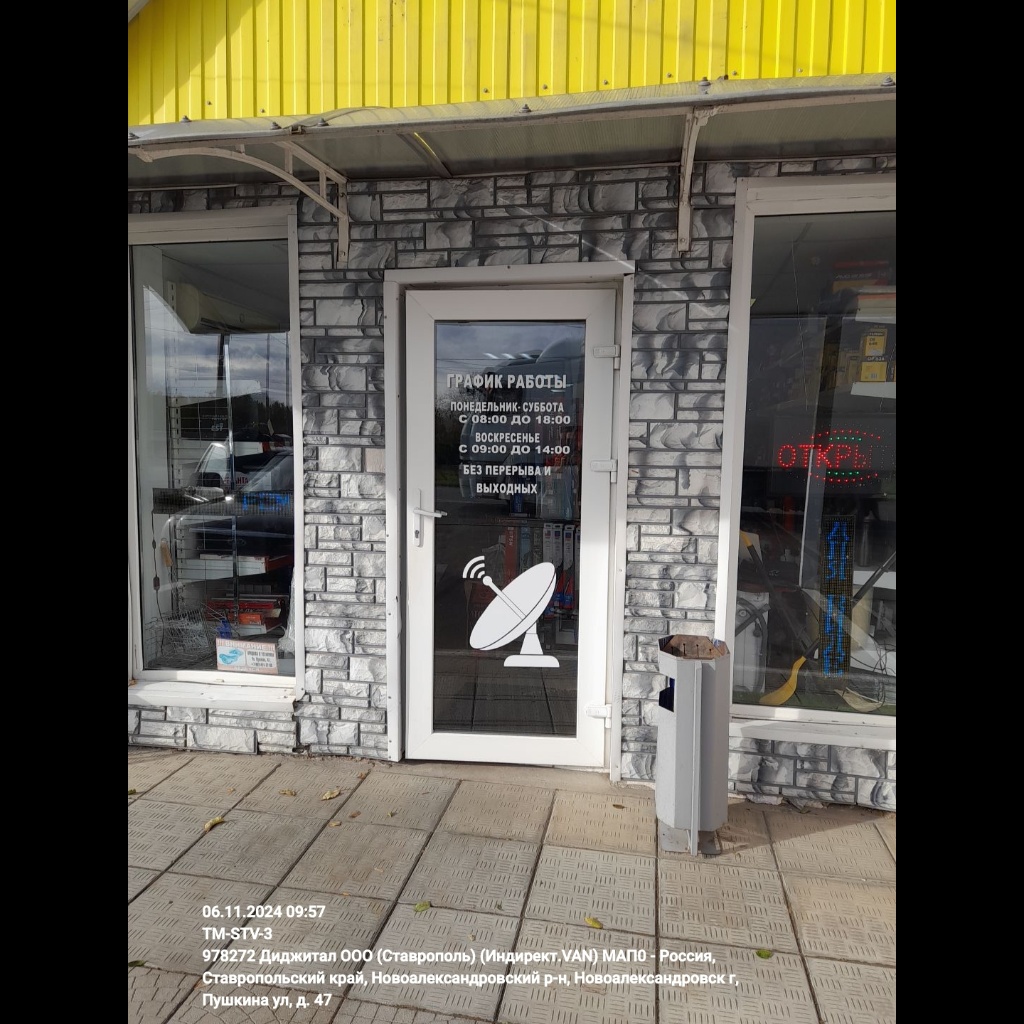 ГРАФИК РАБОТЫ
ПОНЕДЕЛЬНИК- СУББОТА
С 08:00 ДО 18:00
ВОСКРЕСЕНЬЕ
С 09:00 ДО 14:00
БЕЗ ПЕРЕРЫВА И
ВЫХОДНЫХ
ОТКРЫ
06.11.2024 09:57
TM-STV-3
978272 Диджитал ООО (Ставрополь) (Индирект.VAN) МАП0 - Россия,
Ставропольский край, Новоалександровский р-н, Новоалександровск г,
Пушкина ул, д. 47